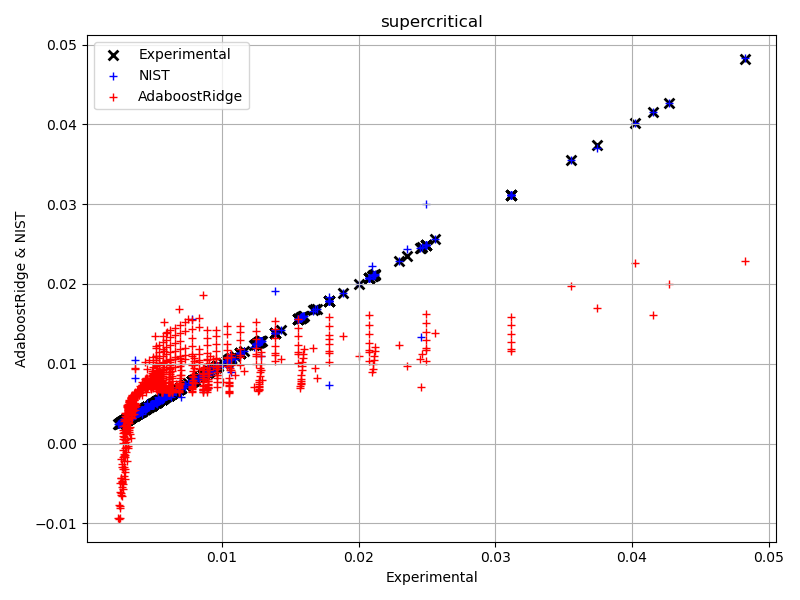 supercritical
0.05
0.04
0.03
0.02
0.01
0.00
−0.01
AdaboostRidge & NIST
Experimental
NIST
AdaboostRidge
0.01
0.02
0.03
0.04
0.05
Experimental